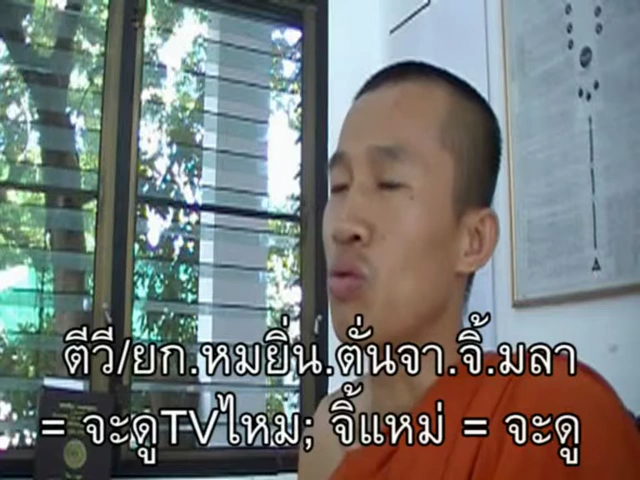 ตีวี/ยก.หมยิ่น.ตั่นจา.จิ้.มลา
= จะดูTVไหม; จิ้แหม่ = จะดู